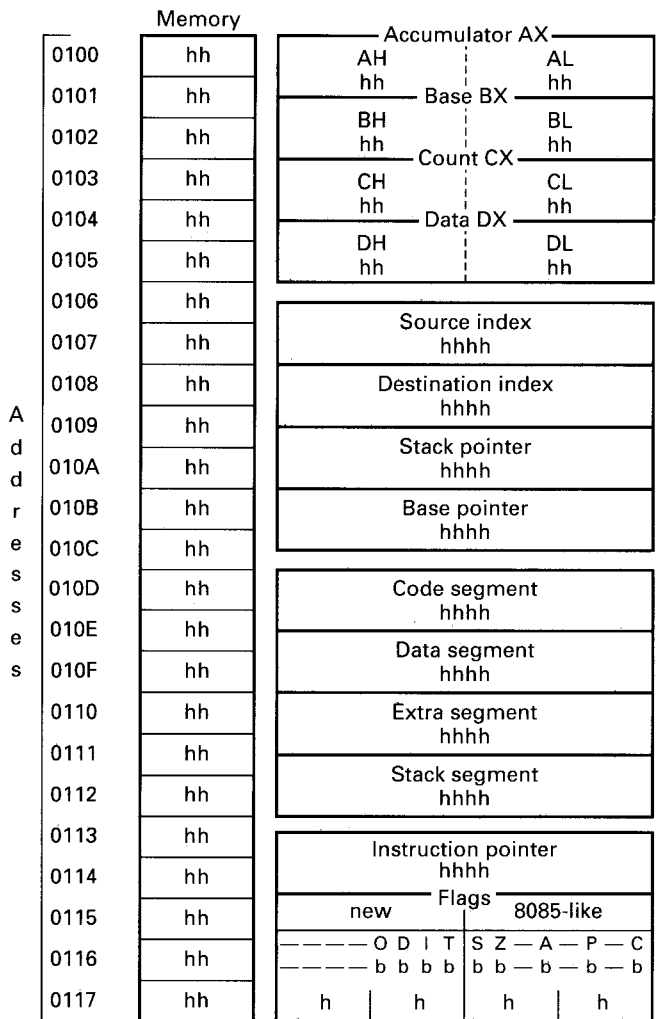 Memory
0100 hh
0101 hh
0102 hh
0103 hh
0104 hh
0105 hh
0106 hh
0107 hh
0108 hh
0109 hh
010A hh
010B hh
010C hh
010D hh
010E hh
010F hh
0110 hh
0111 hh
0112 hh
0113 hh
0114 hh
0115 hh
0116 hh
0117 hh
Addresses
Accumulator AX
AH AL
hh hh
Base BX
BH BL
hh hh
Count CX
CH CL
hh hh
Data DX
DH DL
hh hh
Source index
hhhh
Destination index
hhhh
Stack pointer
hhhh
Base pointer
hhhh
Code segment
hhhh
Data segment
hhhh
Extra segment
hhhh
Stack segment
hhhh
Instruction pointer
hhhh
Flags
new 8085-like
– – – – O D I T S Z – A – P – C
– – – – b b b b b b – b – b – b
h h h h